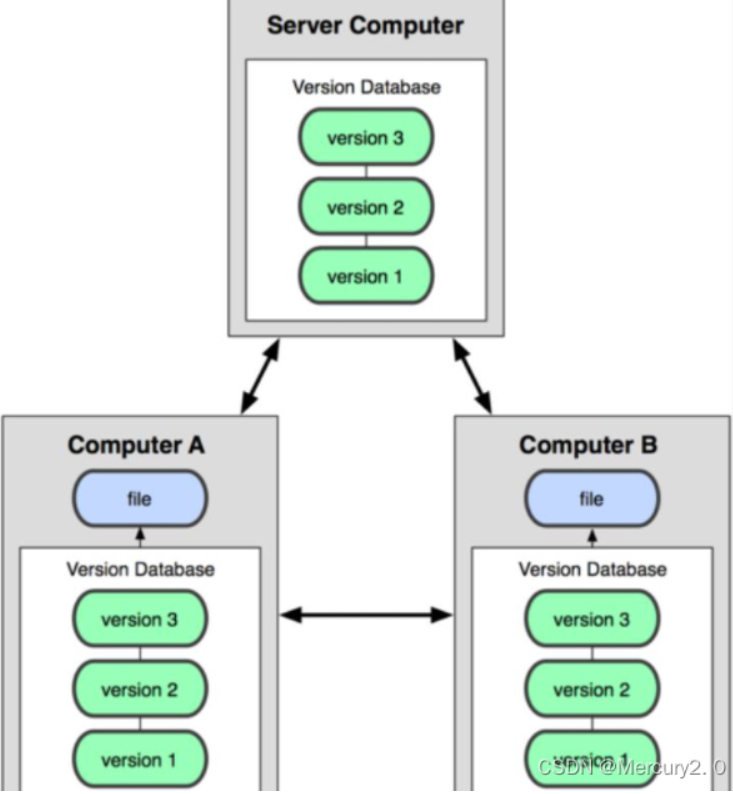 Server Computer
Version Database
version 3
version 2
version 1
Computer A
file
Version Database
version 3
version 2
version 1
Computer B
file
Version Database
version 3
version 2
version 1
CSDN @Mercury2. 0